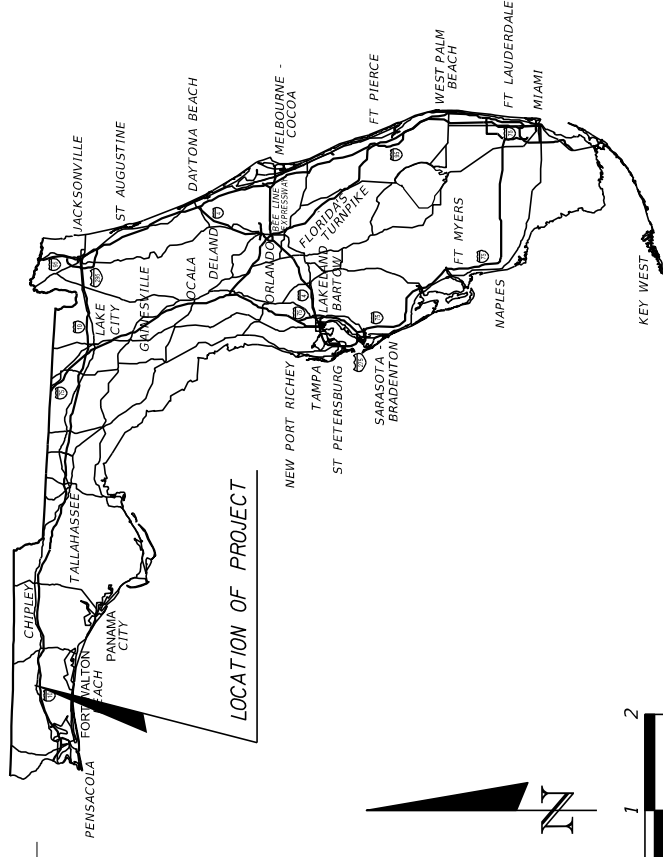 JACKSONVILLE
ST AUGUSTINE
DAYTONA BEACH
MELBOURNE -
COCOA
FT PIERCE
WEST PALM
BEACH
FT LAUDERDALE
MIAMI
LAKE
CITY
GAINESVILLE
OCALA
DELAND
ORLANDO
BEE LINE
EXPRESSWAY
FLORIDA'S
TURNPIKE
LAKELAND
BARTOW
FT MYERS
NAPLES
KEY WEST
NEW PORT RICHEY
TAMPA
ST PETERSBURG
SARASOTA -
BRADENTON
TALLAHASSEE
CHIPLEY
PANAMA
CITY
FORT WALTON
BEACH
PENSACOLA
LOCATION OF PROJECT
N
1
2